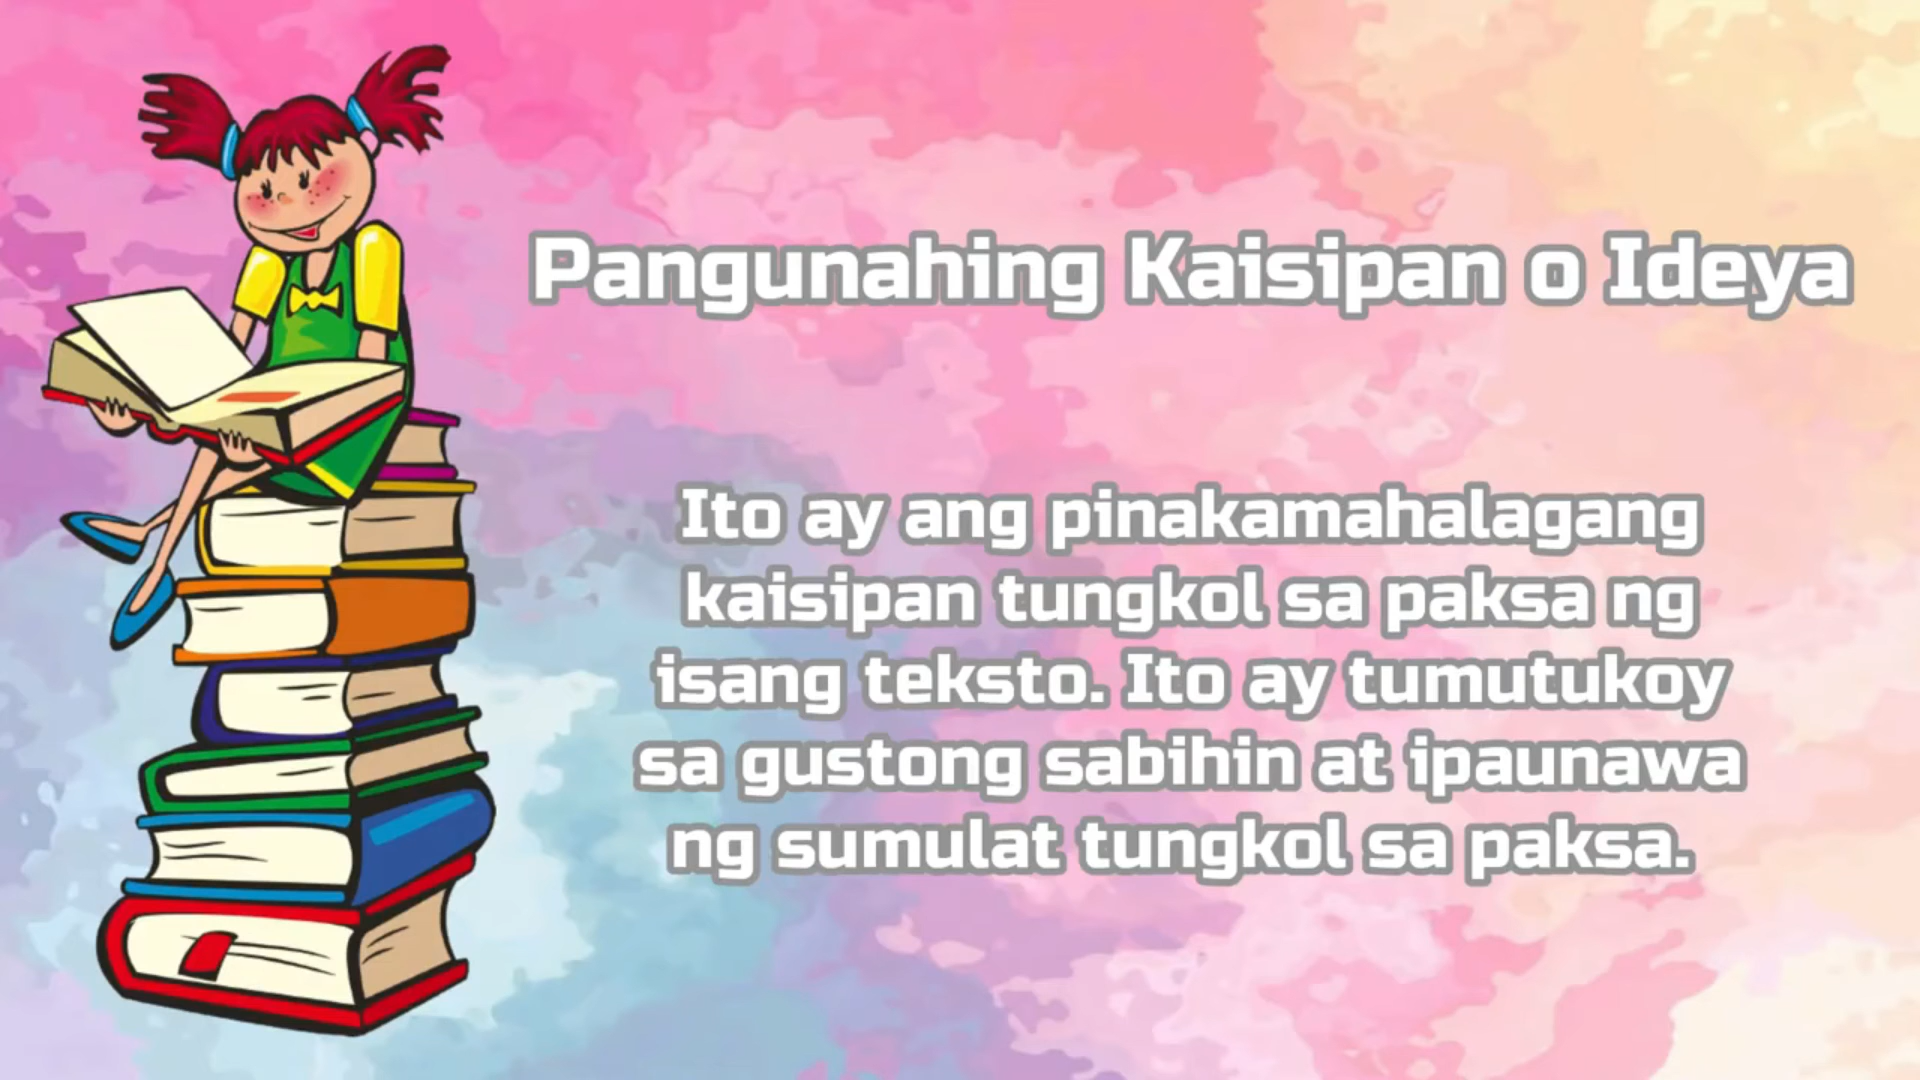 Pangunahing Kaisipan o Ideya
Ito ay ang pinakamahalagang
kaisipan tungkol sa paksa ng
isang teksto. Ito ay tumutukoy
sa gustong sabihin at ipaunawa
ng sumulat tungkol sa paksa.